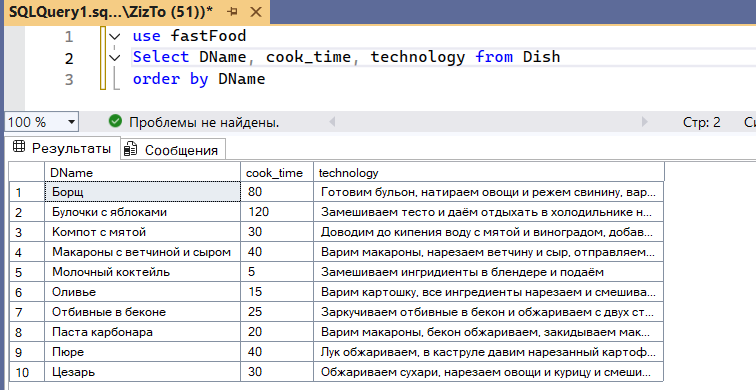 SQLQuery1.sq...\ZizTo (51))*
1 use fastFood
2 Select DName, cook_time, technology from Dish
3 order by DName
100 % Проблемы не найдены. Стр: 2 Си
Результаты Сообщения
DName cook_time technology
1 Борщ 80 Готовим бульон, натираем овощи и режем свинину, вар...
2 Булочки с яблоками 120 Замешиваем тесто и даём отдыхать в холодильнике н...
3 Компот с мятой 30 Доводим до кипения воду с мятой и виноградом, добав...
4 Макароны с ветчиной и сыром 40 Варим макароны, нарезаем ветчину и сыр, отправляем...
5 Молочный коктейль 5 Замешиваем ингридиенты в блендере и подаём
6 Оливье 15 Варим картошку, все ингредиенты нарезаем и смешива...
7 Отбивные в беконе 25 Заркучиваем отбивные в бекон и обжариваем с двух ст...
8 Паста карбонара 20 Варим макароны, бекон обжариваем, закидываем мак...
9 Пюре 40 Лук обжариваем, в каструле давим нарезанный картоф...
10 Цезарь 30 Обжариваем сухари, нарезаем овощи и курицу и смеши...